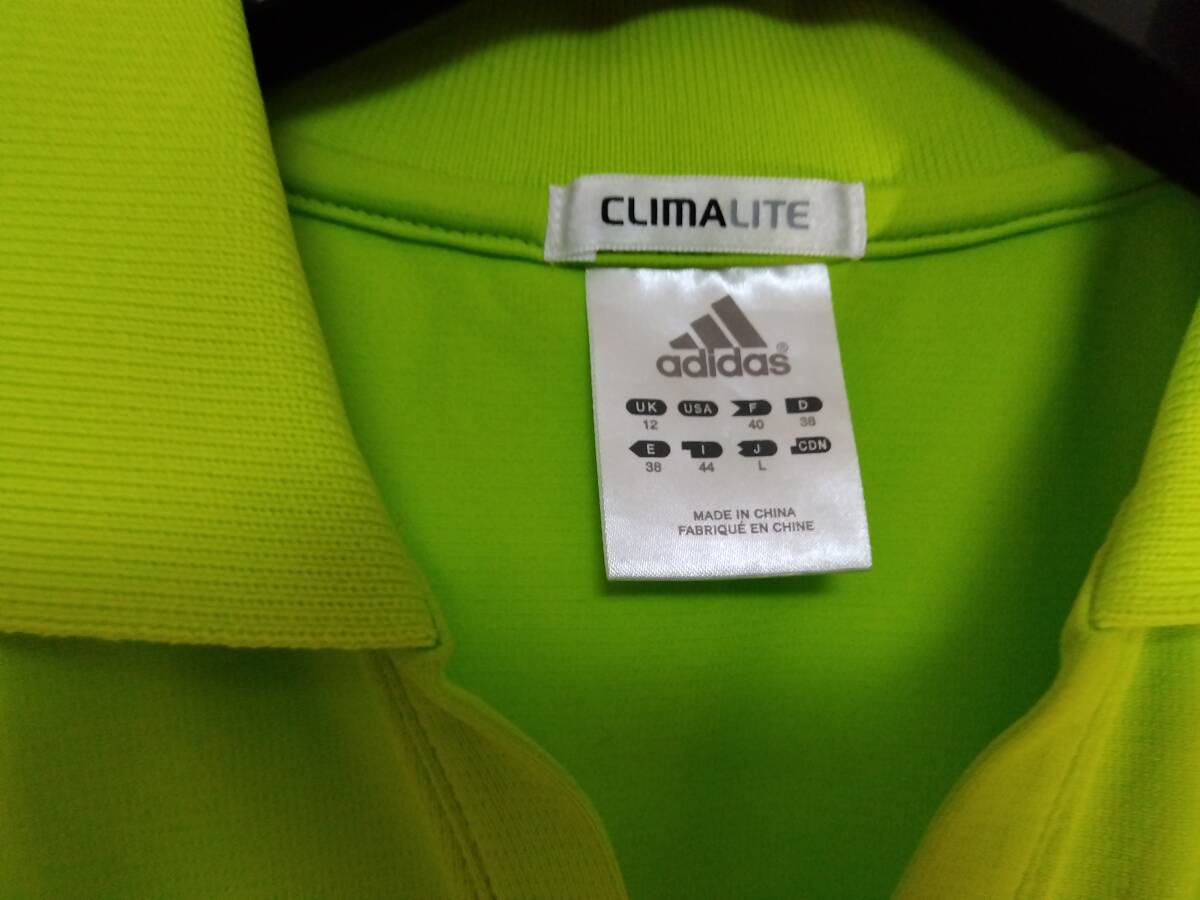 CLIMALITE
adidas®
UK USA F D
12 40 38
E I J CDN
38 44 L
MADE IN CHINA
FABRIQUÉ EN CHINE